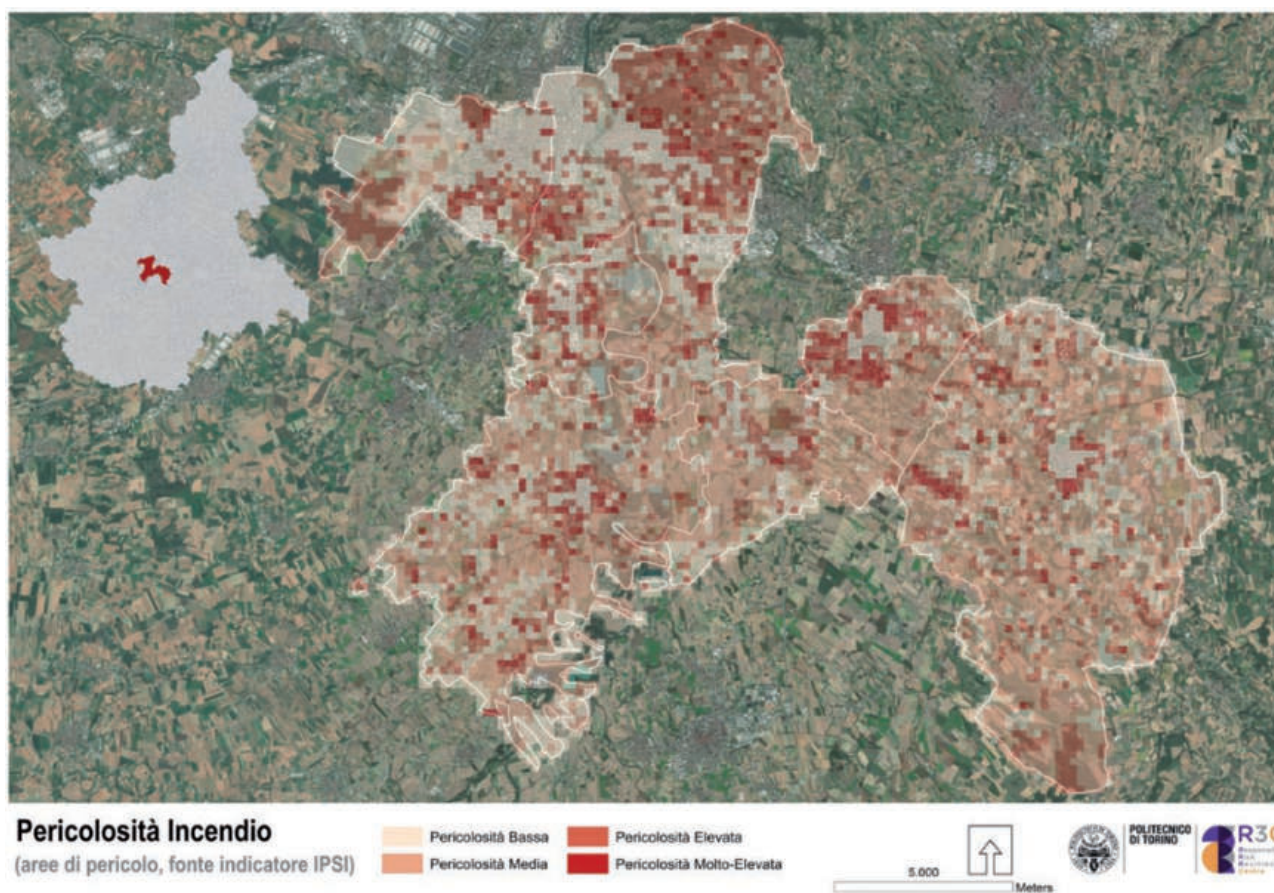 Pericolosità Incendio
(aree di pericolo, fonte indicatore IPSI)
Pericolosità Bassa
Pericolosità Media
Pericolosità Elevata
Pericolosità Molto-Elevata
5.000
Meters
POLITECNICO
DI TORINO
R3C